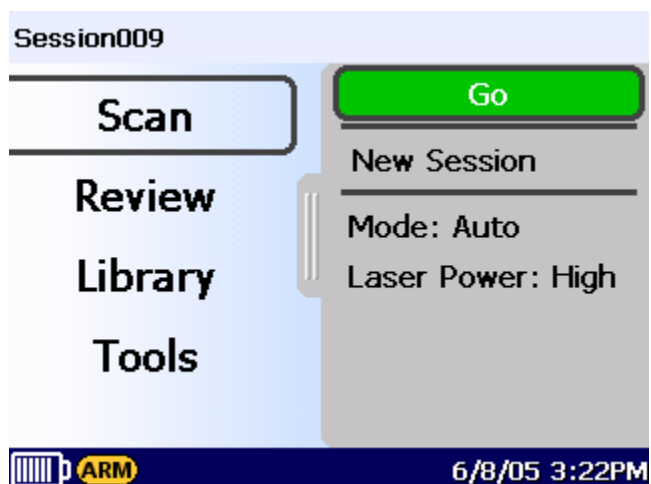 Session009
Scan
Review
Library
Tools
Go
New Session
Mode: Auto
Laser Power: High
ARM
6/8/05 3:22PM